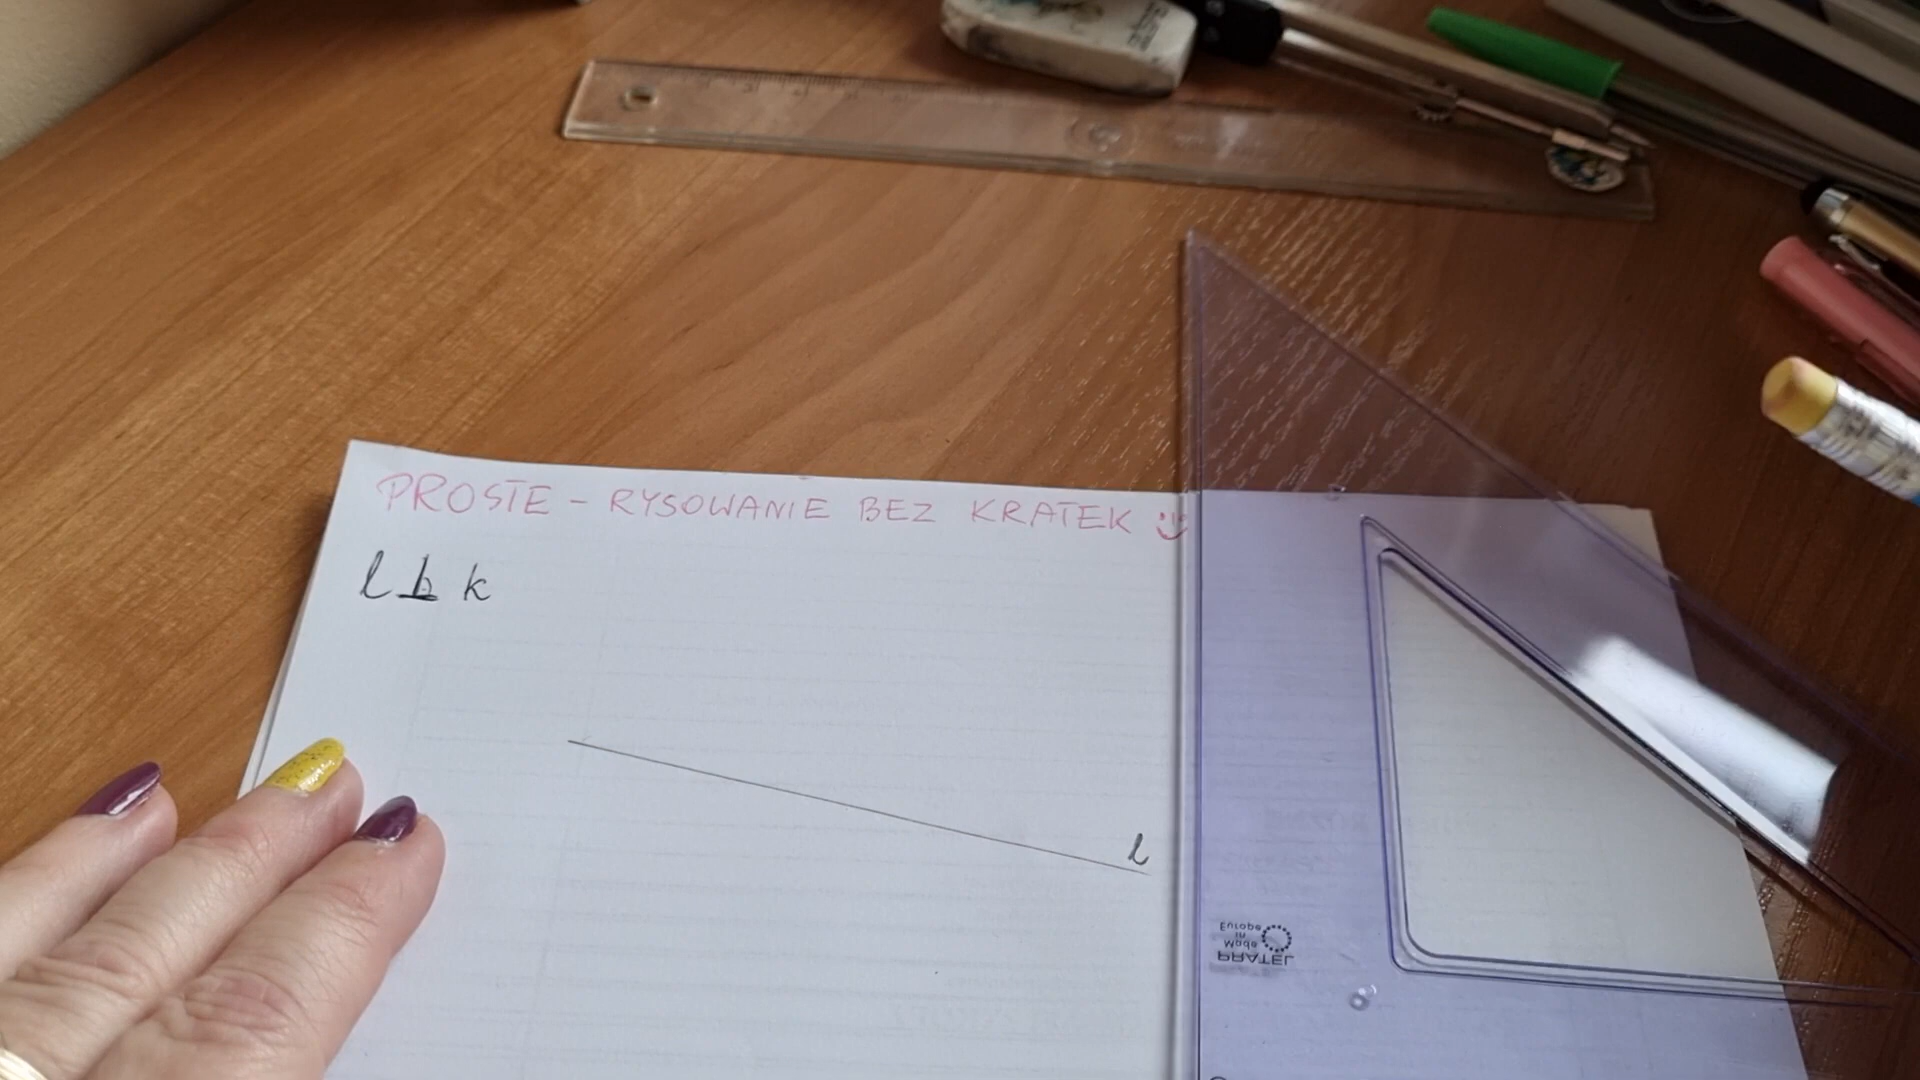 PROSTE - RYSOWANIE BEZ KRATEK
l ⊥ k
l
Europe
in
Made
PRATEL